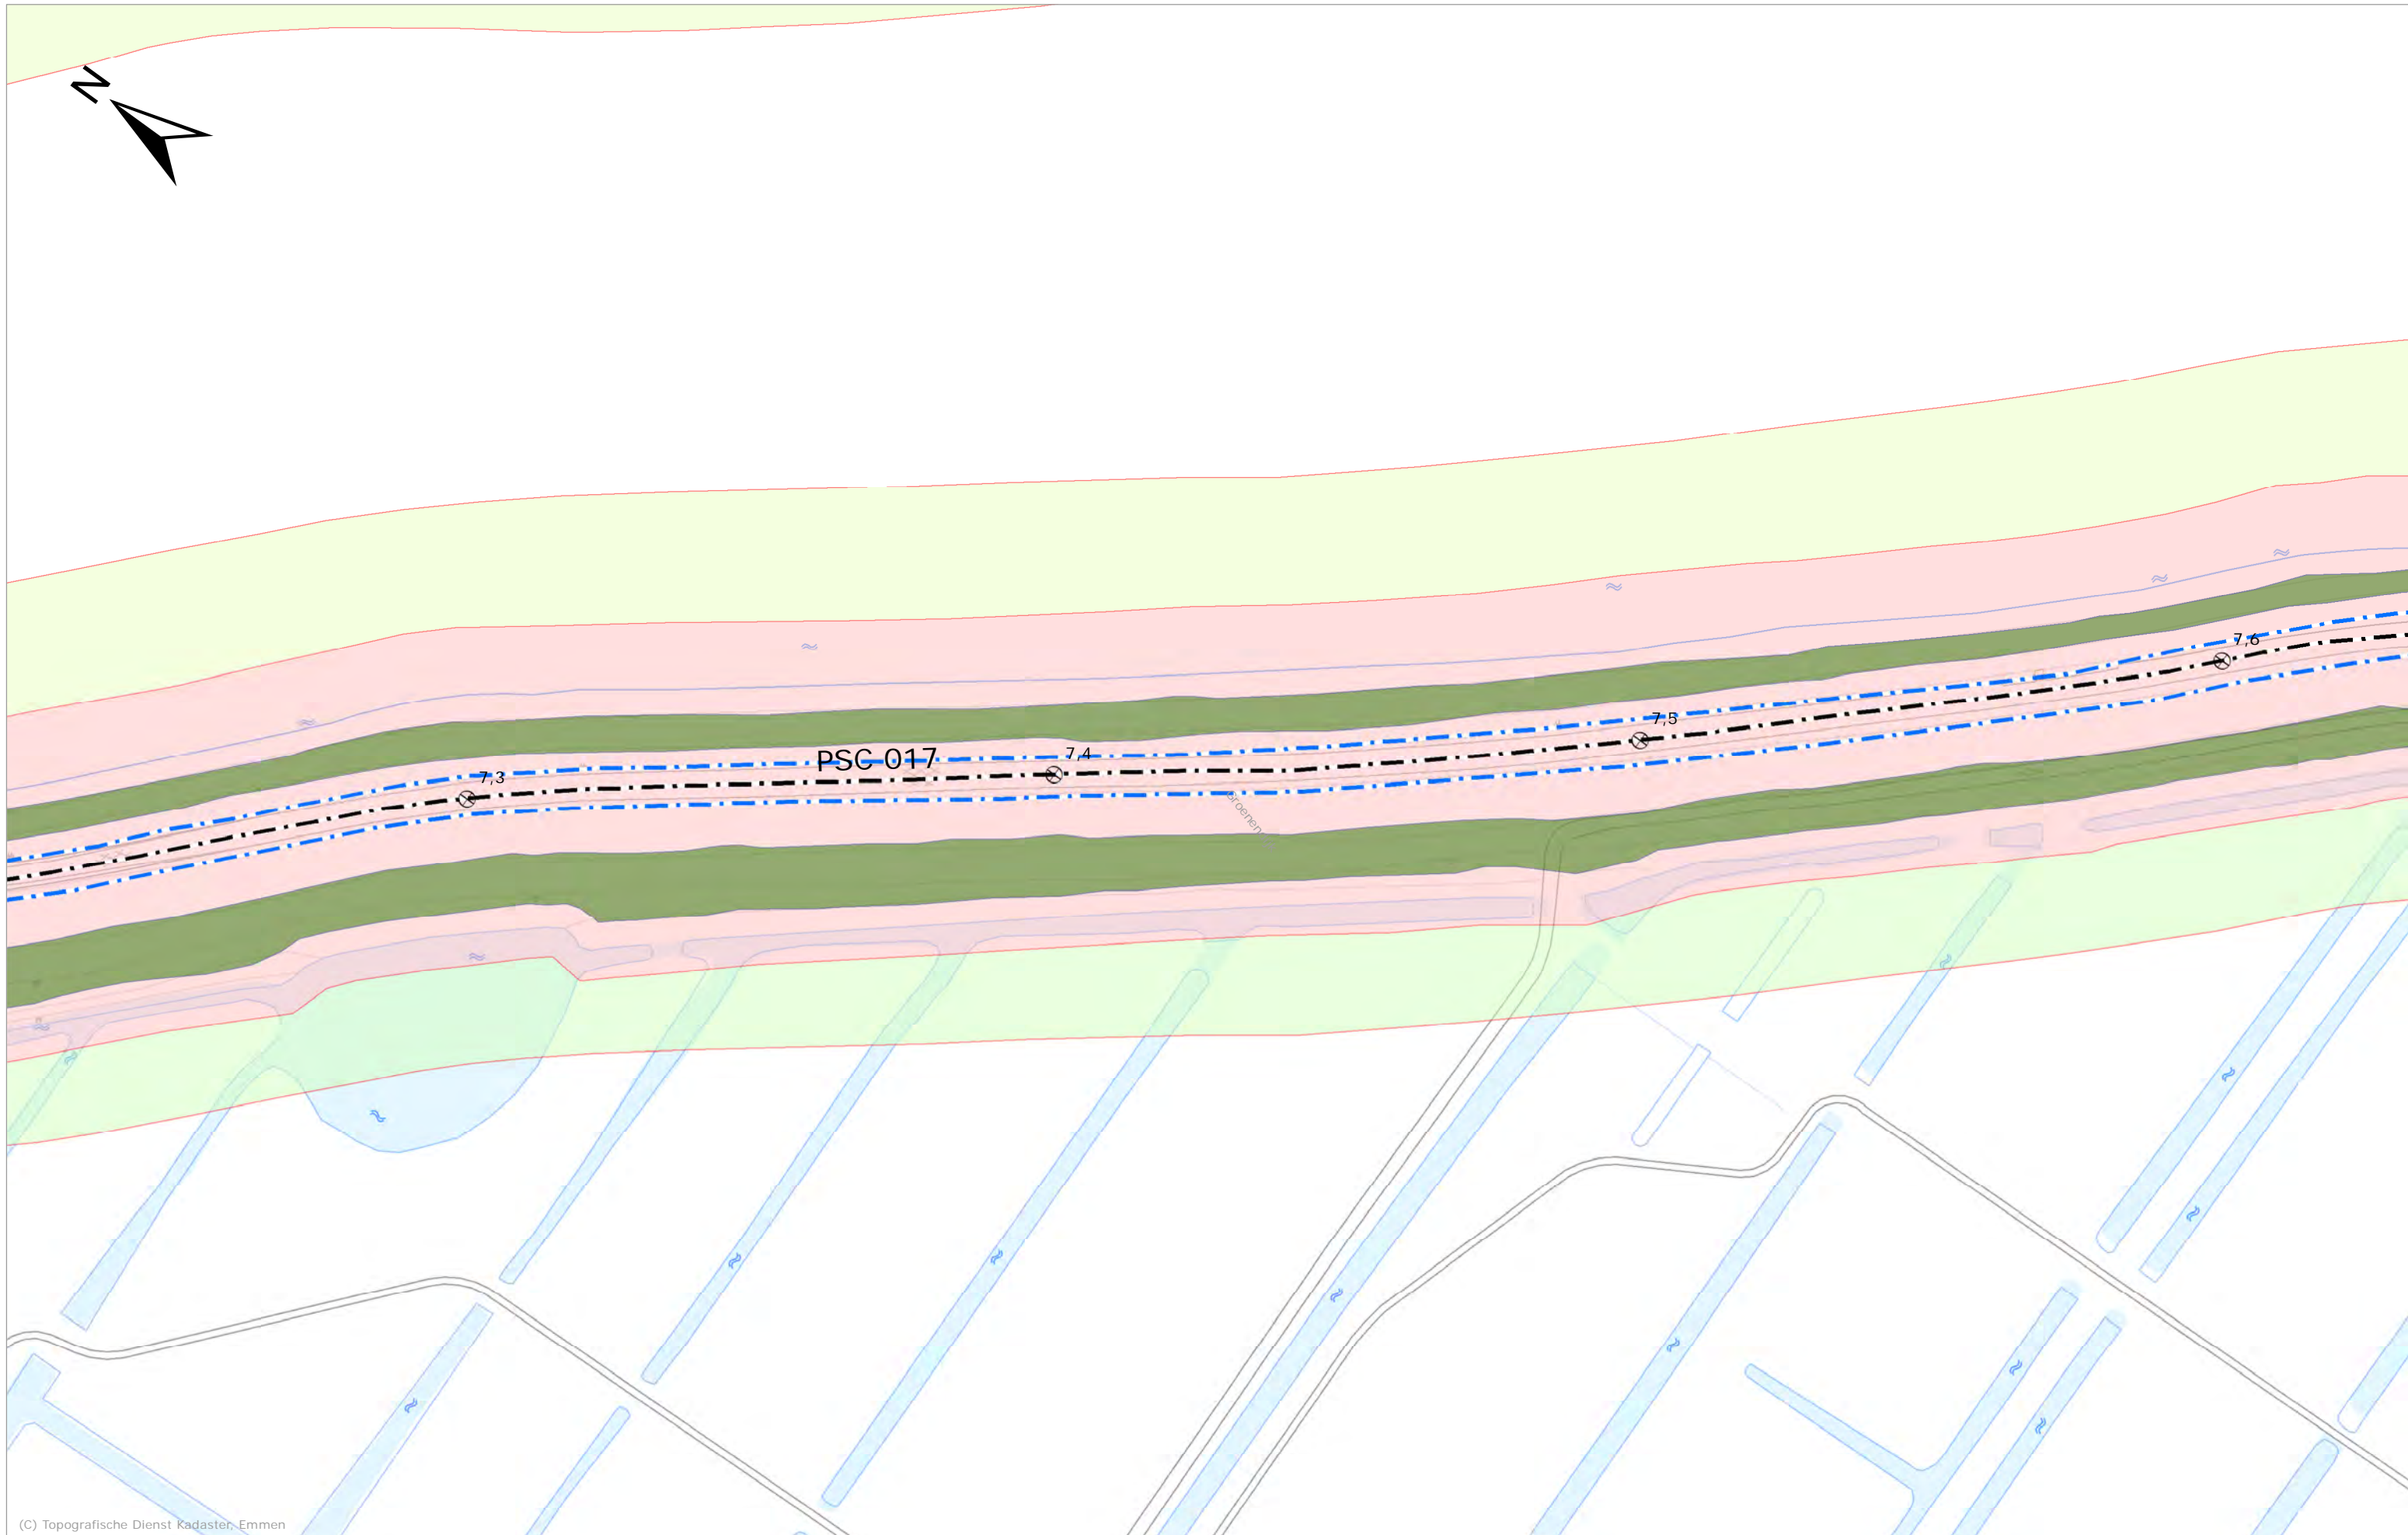 N
7,6
7,5
PSC 017
7,4
7,3
(C) Topografische Dienst Kadaster, Emmen